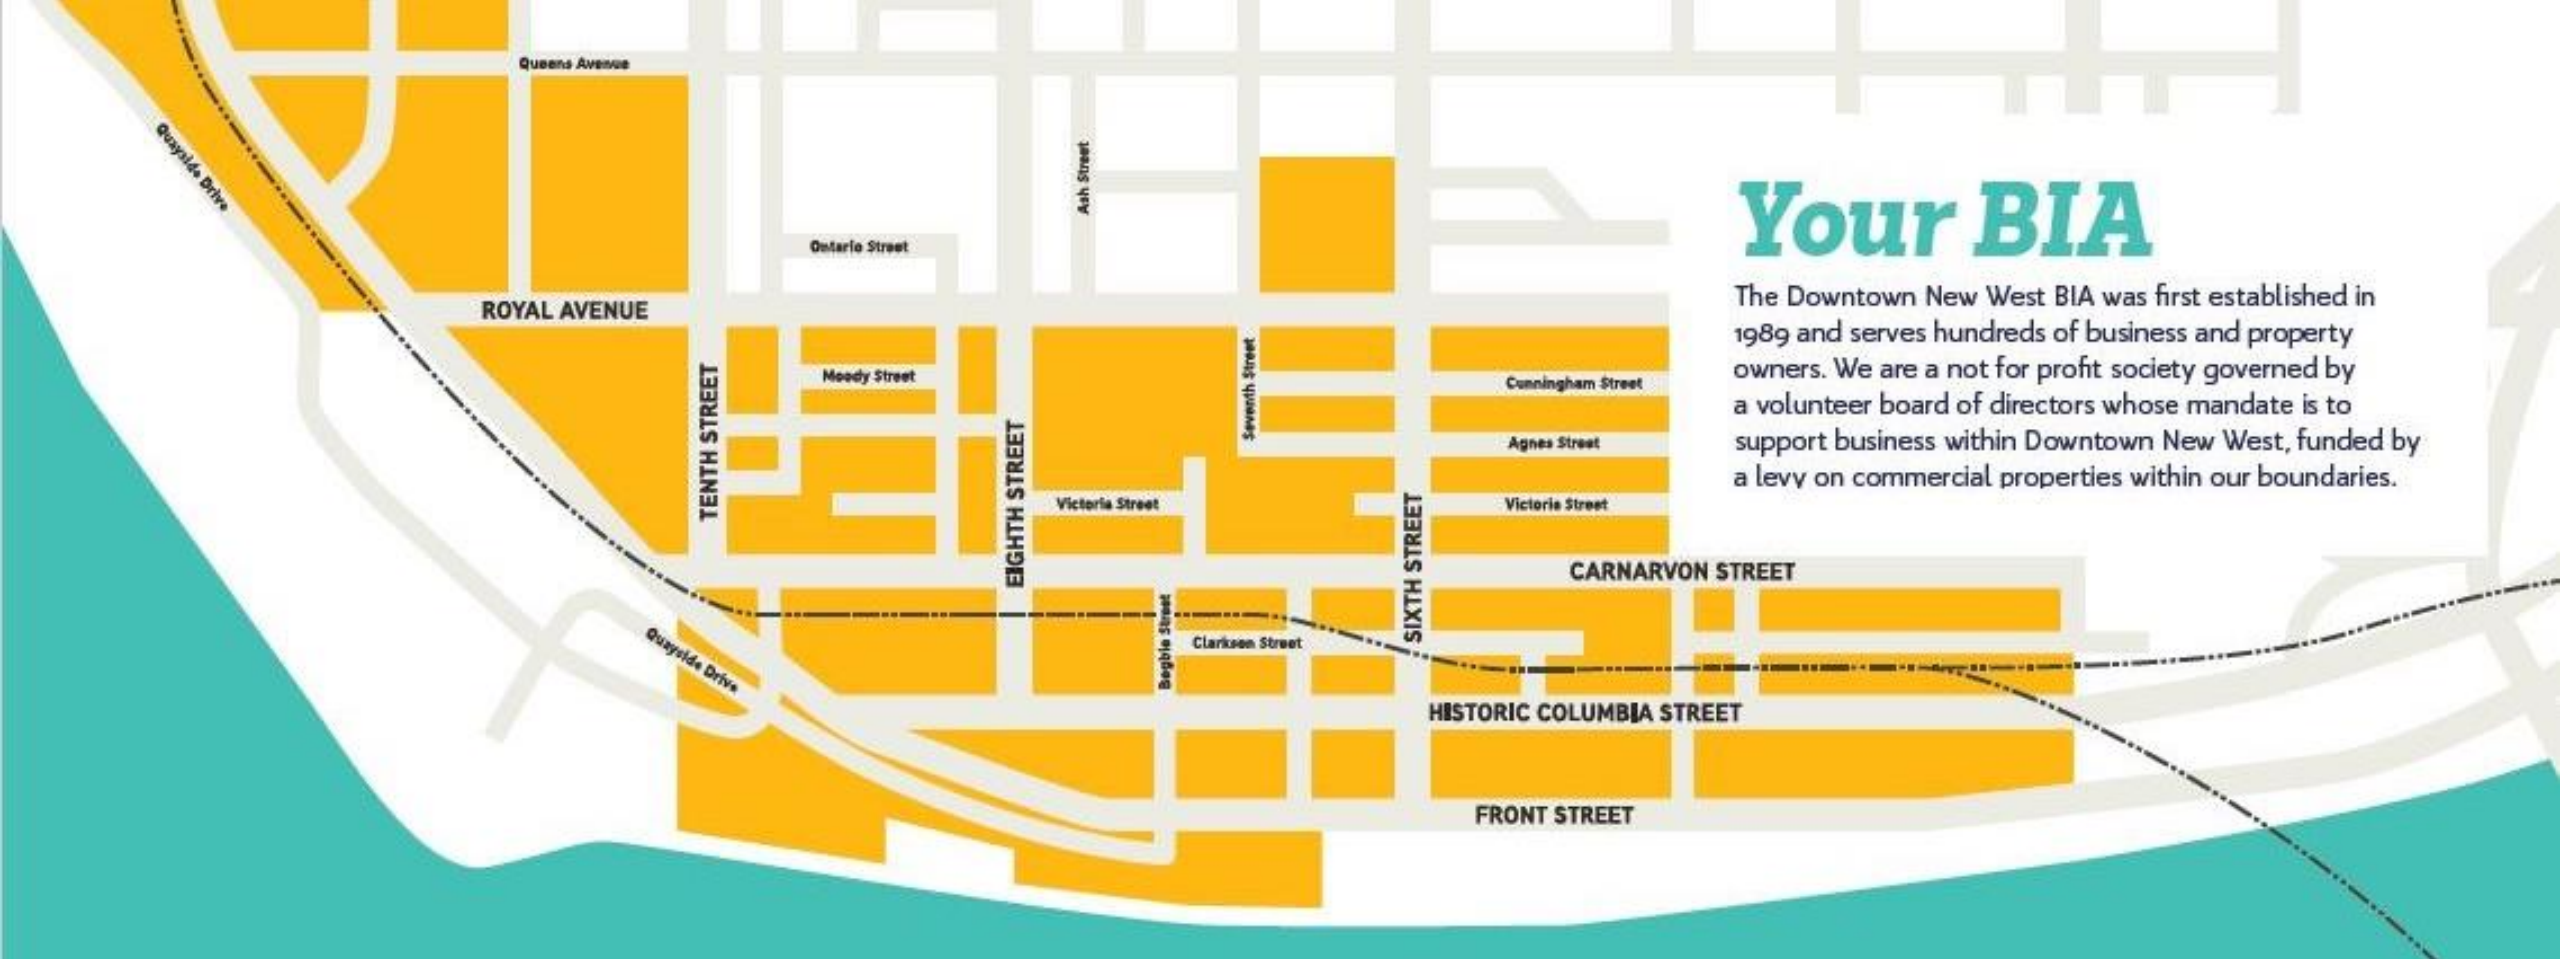 Queens Avenue
Quayside Drive
Ash Street
Ontario Street
ROYAL AVENUE
Your BIA
The Downtown New West BIA was first established in
1989 and serves hundreds of business and property
owners. We are a not for profit society governed by
a volunteer board of directors whose mandate is to
support business within Downtown New West, funded by
a levy on commercial properties within our boundaries.
TENTH STREET
Moody Street
EIGHTH STREET
Seventh Street
Cunningham Street
Agnes Street
Victoria Street
Victoria Street
SIXTH STREET
CARNARVON STREET
Begbie Street
Clarkson Street
Quayside Drive
HISTORIC COLUMBIA STREET
FRONT STREET